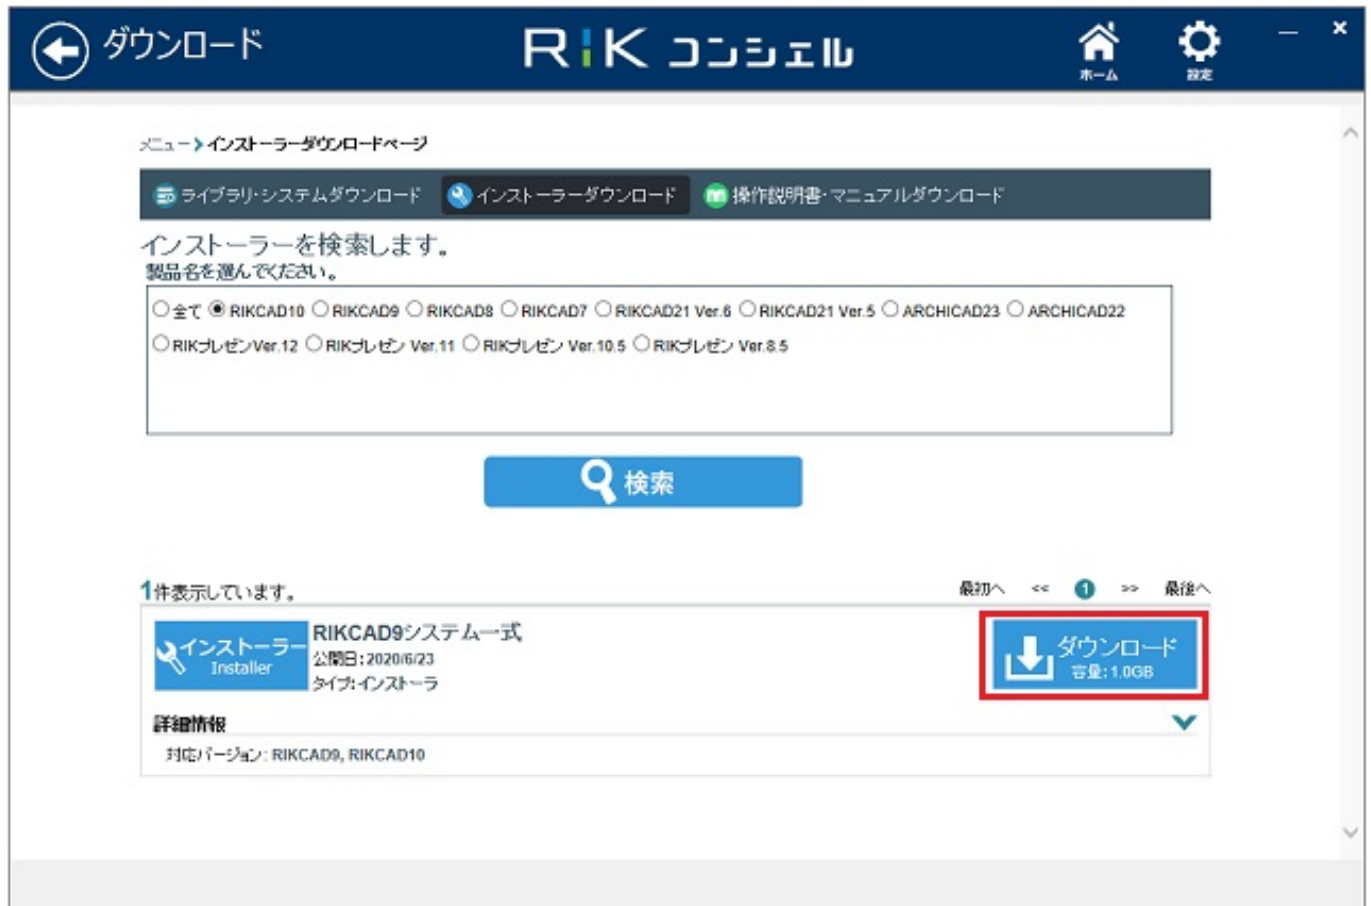 ダウンロード
RIK コンシェル
ホーム
設定
メニュー > インストーラーダウンロードページ
ライブラリ・システムダウンロード インストーラーダウンロード 操作説明書・マニュアルダウンロード
インストーラーを検索します。
製品名を選んでください。
全て RIKCAD10 RIKCAD9 RIKCAD8 RIKCAD7 RIKCAD21 Ver.6 RIKCAD21 Ver.5 ARCHICAD23 ARCHICAD22
RIKプレゼンVer.12 RIKプレゼン Ver.11 RIKプレゼン Ver.10.5 RIKプレゼン Ver.8.5
検索
1件表示しています。
最初へ << 1 >> 最後へ
インストーラー
Installer
RIKCAD9システム一式
公開日:2020/6/23
タイプ:インストーラ
ダウンロード
容量:1.0GB
詳細情報
対応バージョン: RIKCAD9, RIKCAD10